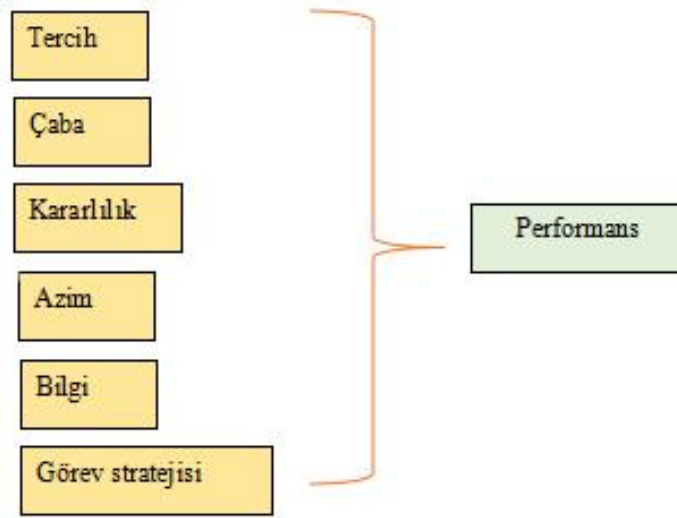 Tercih
Çaba
Kararlılık
Azim
Bilgi
Görev stratejisi
Performans